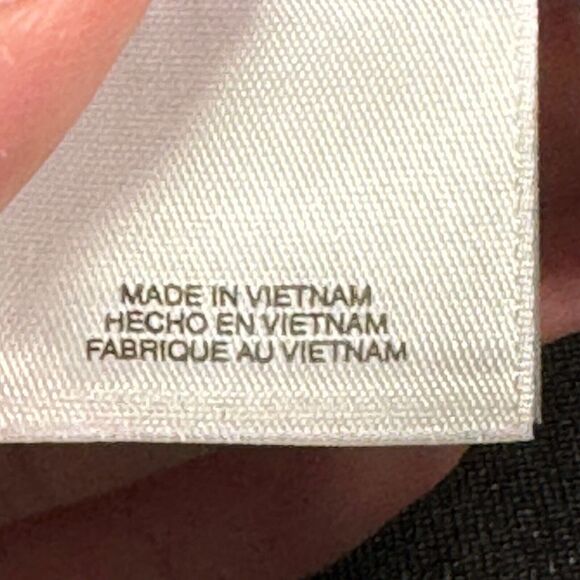 MADE IN VIETNAM
HECHO EN VIETNAM
FABRIQUE AU VIETNAM